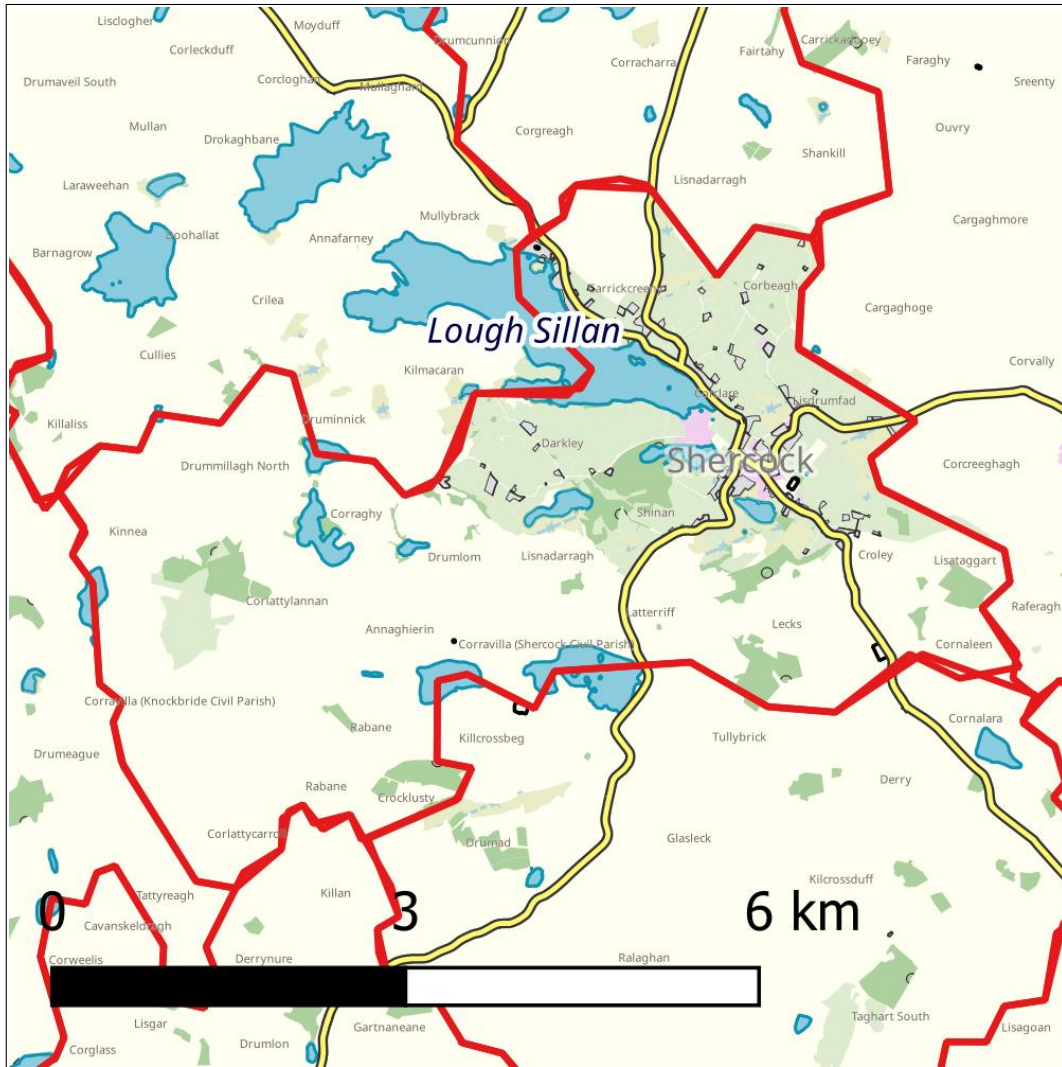 Lisclogher
Moyduff
Drumcunnion
Carrickagooey
Corleckduff
Fairtahy
Faraghy
Corracharra
Drumaveil South
Corcloghan
Mullaghard
Sreenty
Mullan
Drokaghbane
Corgreagh
Ouvry
Shankill
Laraweehan
Lisnadarragh
Mullybrack
Cargaghmore
Doohallat
Annafarney
Barnagrow
Corbeagh
Crilea
Cargaghoge
Lough Sillan
Cullies
Kilmacaran
Corvally
Lisdrumfad
Killaliss
Druminnick
Darkley
Shercock
Drummillagh North
Corcreeghagh
Corraghy
Shinan
Kinnea
Drumlom
Lisnadarragh
Croley
Lisataggart
Corlattylannan
Raferagh
Latterriff
Annaghierin
Lecks
Corravilla (Shercock Civil Parish)
Cornaleen
Corravilla (Knockbride Civil Parish)
Cornalara
Rabane
Killcrossbeg
Tullybrick
Drumeague
Derry
Rabane
Crocklusty
Corlattycarroll
Drumad
Glasleck
Kilcrossduff
Tattyreagh
Killan
0
3
6 km
Cavanskeldragh
Corweelis
Derrynure
Ralaghan
Lisgar
Gartnaneane
Taghart South
Lisagoan
Corglass
Drumlon